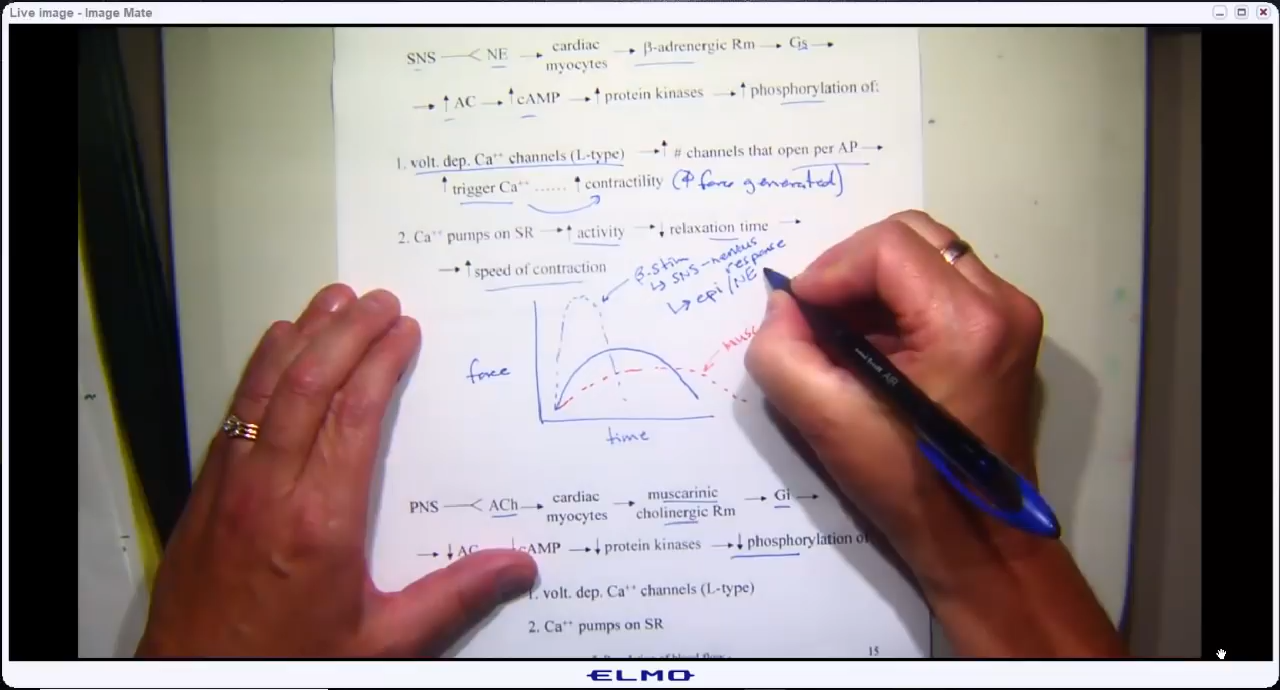 Live image - Image Mate
SNS NE → cardiac myocytes → β-adrenergic Rm → Gs →
→ ↑ AC → ↑ cAMP → ↑ protein kinases → ↑ phosphorylation of:
1. volt. dep. Ca⁺⁺ channels (L-type) → ↑ # channels that open per AP →
↑ trigger Ca⁺⁺ ...... ↑ contractility (↑ force generated)
2. Ca⁺⁺ pumps on SR → ↑ activity → ↓ relaxation time →
→ ↑ speed of contraction
β-stim
↳ SNS-nervous
response
↳ epi/NE
force
time
PNS ACh → cardiac myocytes → muscarinic cholinergic Rm → Gi →
→ ↓ AC ↓ cAMP → ↓ protein kinases → ↓ phosphorylation
1. volt. dep. Ca⁺⁺ channels (L-type)
2. Ca⁺⁺ pumps on SR
15
ELMO